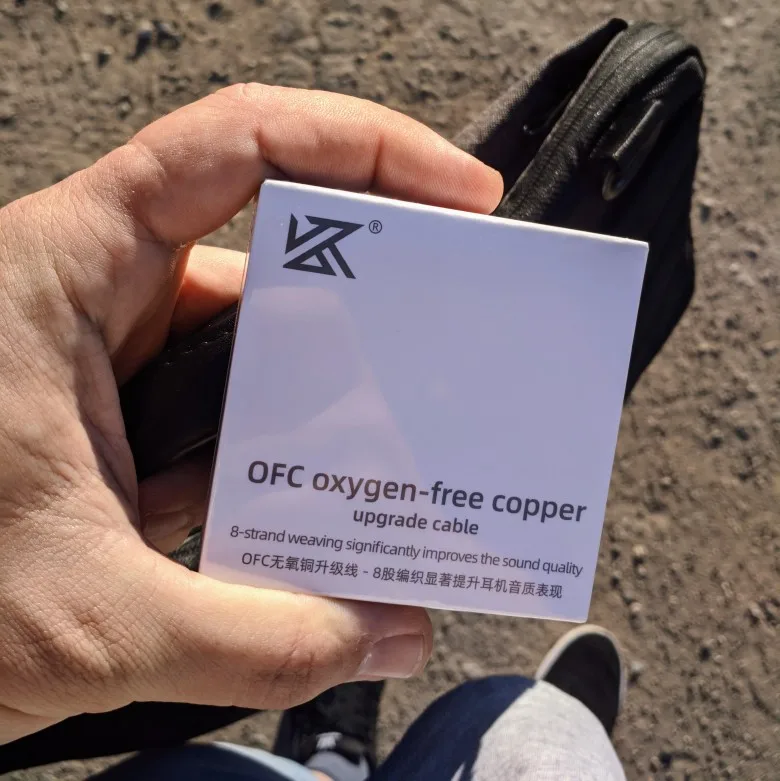 KZ®
OFC oxygen-free copper
upgrade cable
8-strand weaving significantly improves the sound quality
OFC无氧铜升级线 - 8股编织显著提升耳机音质表现